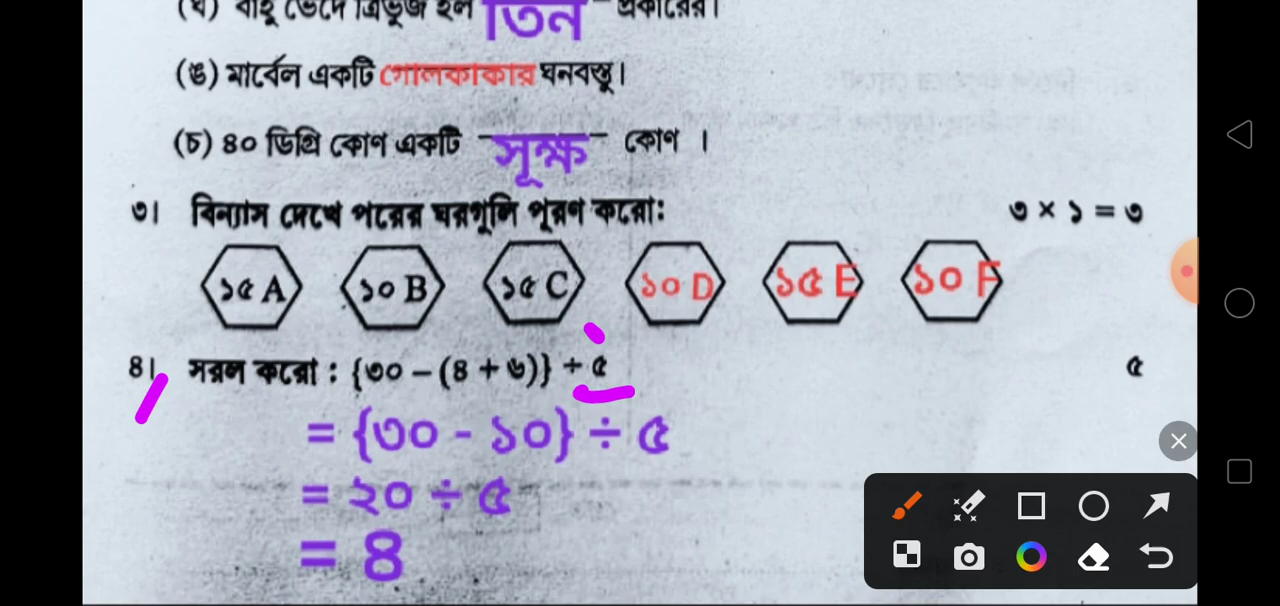 (ঘ) বাহু ভেদে ত্রিভুজ হল তিন প্রকারের।
(ঙ) মার্বেল একটি গোলকাকার ঘনবস্তু।
(চ) ৪০ ডিগ্রি কোণ একটি সূক্ষ কোণ ।
৩। বিন্যাস দেখে পরের ঘরগুলি পূরণ করো: ৩ × ১ = ৩
১৫ A ১০ B ১৫ C ১০ D ১৫ E ১০ F
৪। সরল করো : {৩০ – (৪ + ৬)} ÷ ৫ ৫
= {৩০ - ১০} ÷ ৫
= ২০ ÷ ৫
= ৪